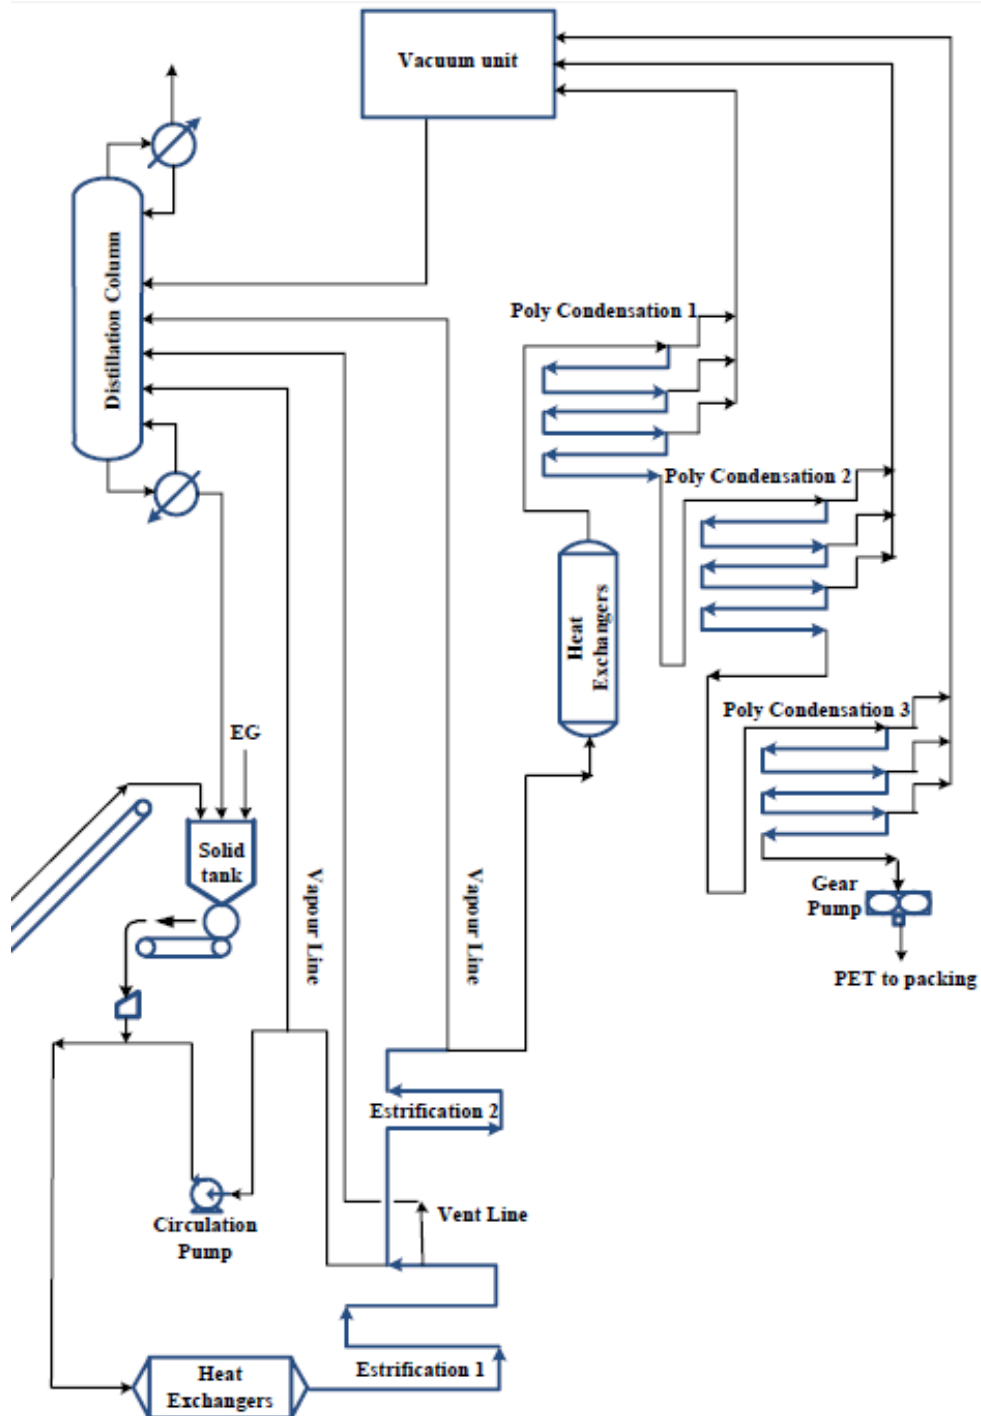 Vacuum unit
Distillation Column
Poly Condensation 1
Poly Condensation 2
Heat
Exchangers
Poly Condensation 3
EG
Solid
tank
Vapour Line
Vapour Line
Gear
Pump
PET to packing
Estrification 2
Vent Line
Circulation
Pump
Estrification 1
Heat
Exchangers